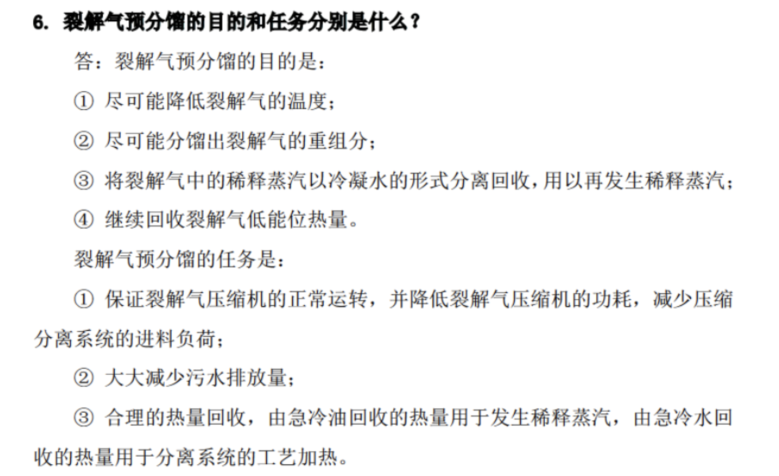 6. 裂解气预分馏的目的和任务分别是什么？
答：裂解气预分馏的目的是：
① 尽可能降低裂解气的温度；
② 尽可能分馏出裂解气的重组分；
③ 将裂解气中的稀释蒸汽以冷凝水的形式分离回收，用以再发生稀释蒸汽；
④ 继续回收裂解气低能位热量。
裂解气预分馏的任务是：
① 保证裂解气压缩机的正常运转，并降低裂解气压缩机的功耗，减少压缩
分离系统的进料负荷；
② 大大减少污水排放量；
③ 合理的热量回收，由急冷油回收的热量用于发生稀释蒸汽，由急冷水回
收的热量用于分离系统的工艺加热。